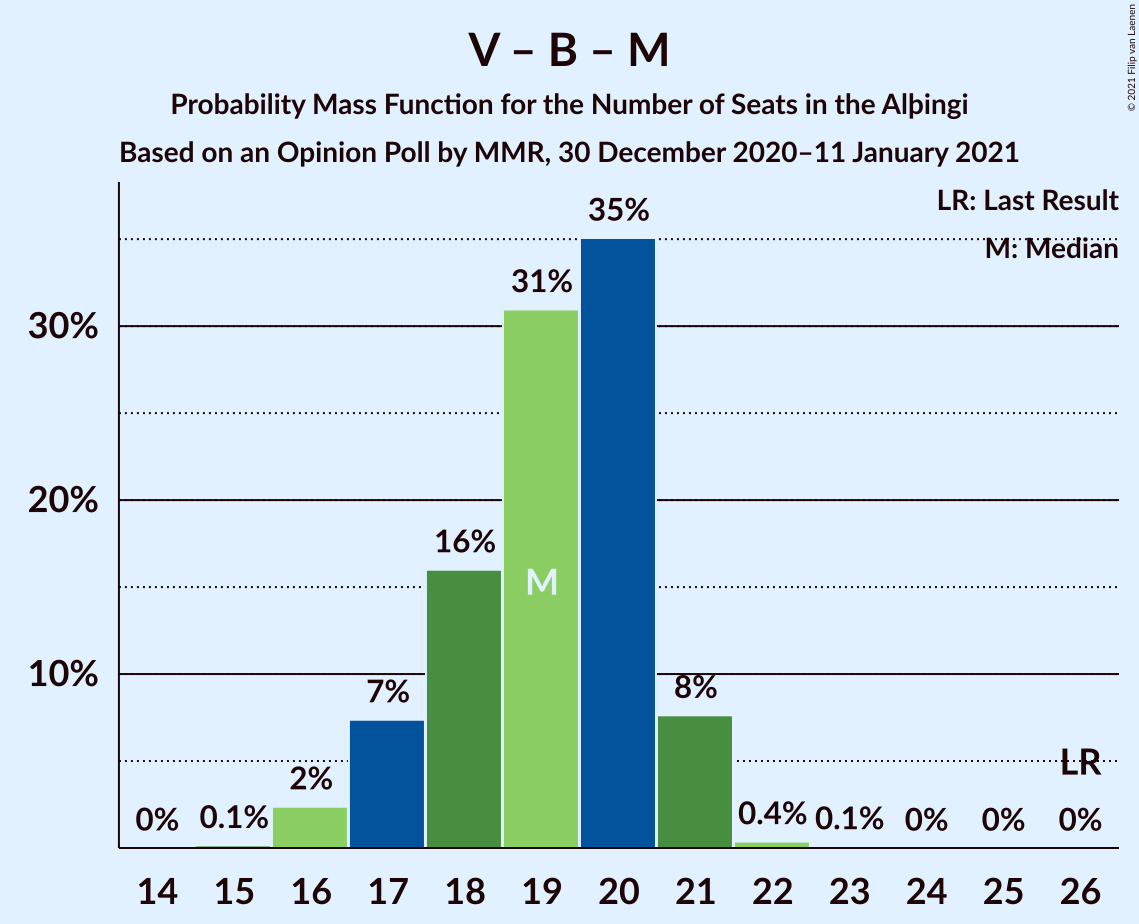 V – B – M
Probability Mass Function for the Number of Seats in the Alþingi
Based on an Opinion Poll by MMR, 30 December 2020–11 January 2021
© 2021 Filip van Laenen
LR: Last Result
M: Median
35%
31%
30%
20%
16%
M
10%
7%
8%
LR
2%
0%
0.1%
0.4%
0.1%
0%
0%
0%
14 15 16 17 18 19 20 21 22 23 24 25 26